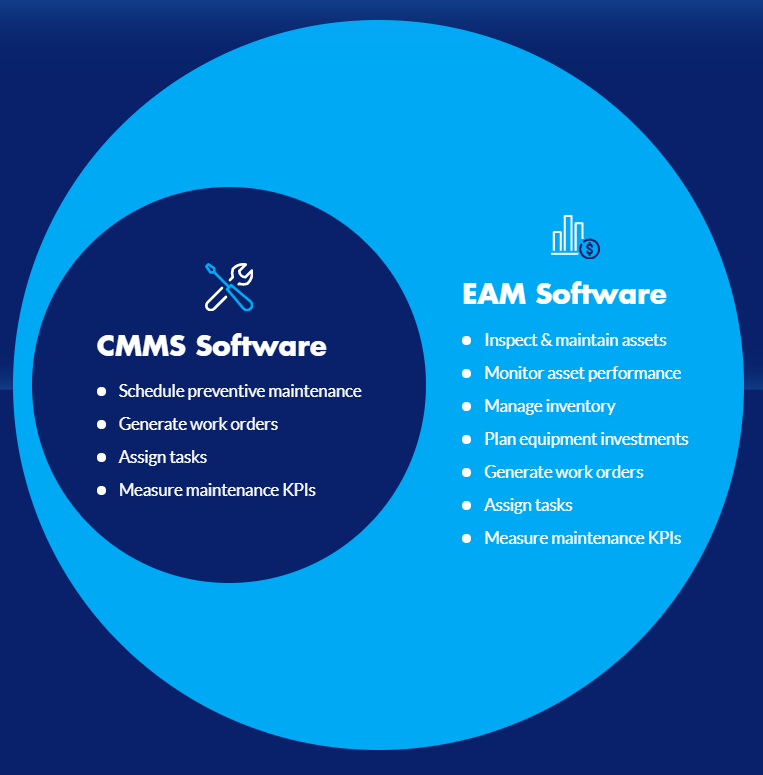 CMMS Software
Schedule preventive maintenance
Generate work orders
Assign tasks
Measure maintenance KPIs
$
EAM Software
Inspect & maintain assets
Monitor asset performance
Manage inventory
Plan equipment investments
Generate work orders
Assign tasks
Measure maintenance KPIs